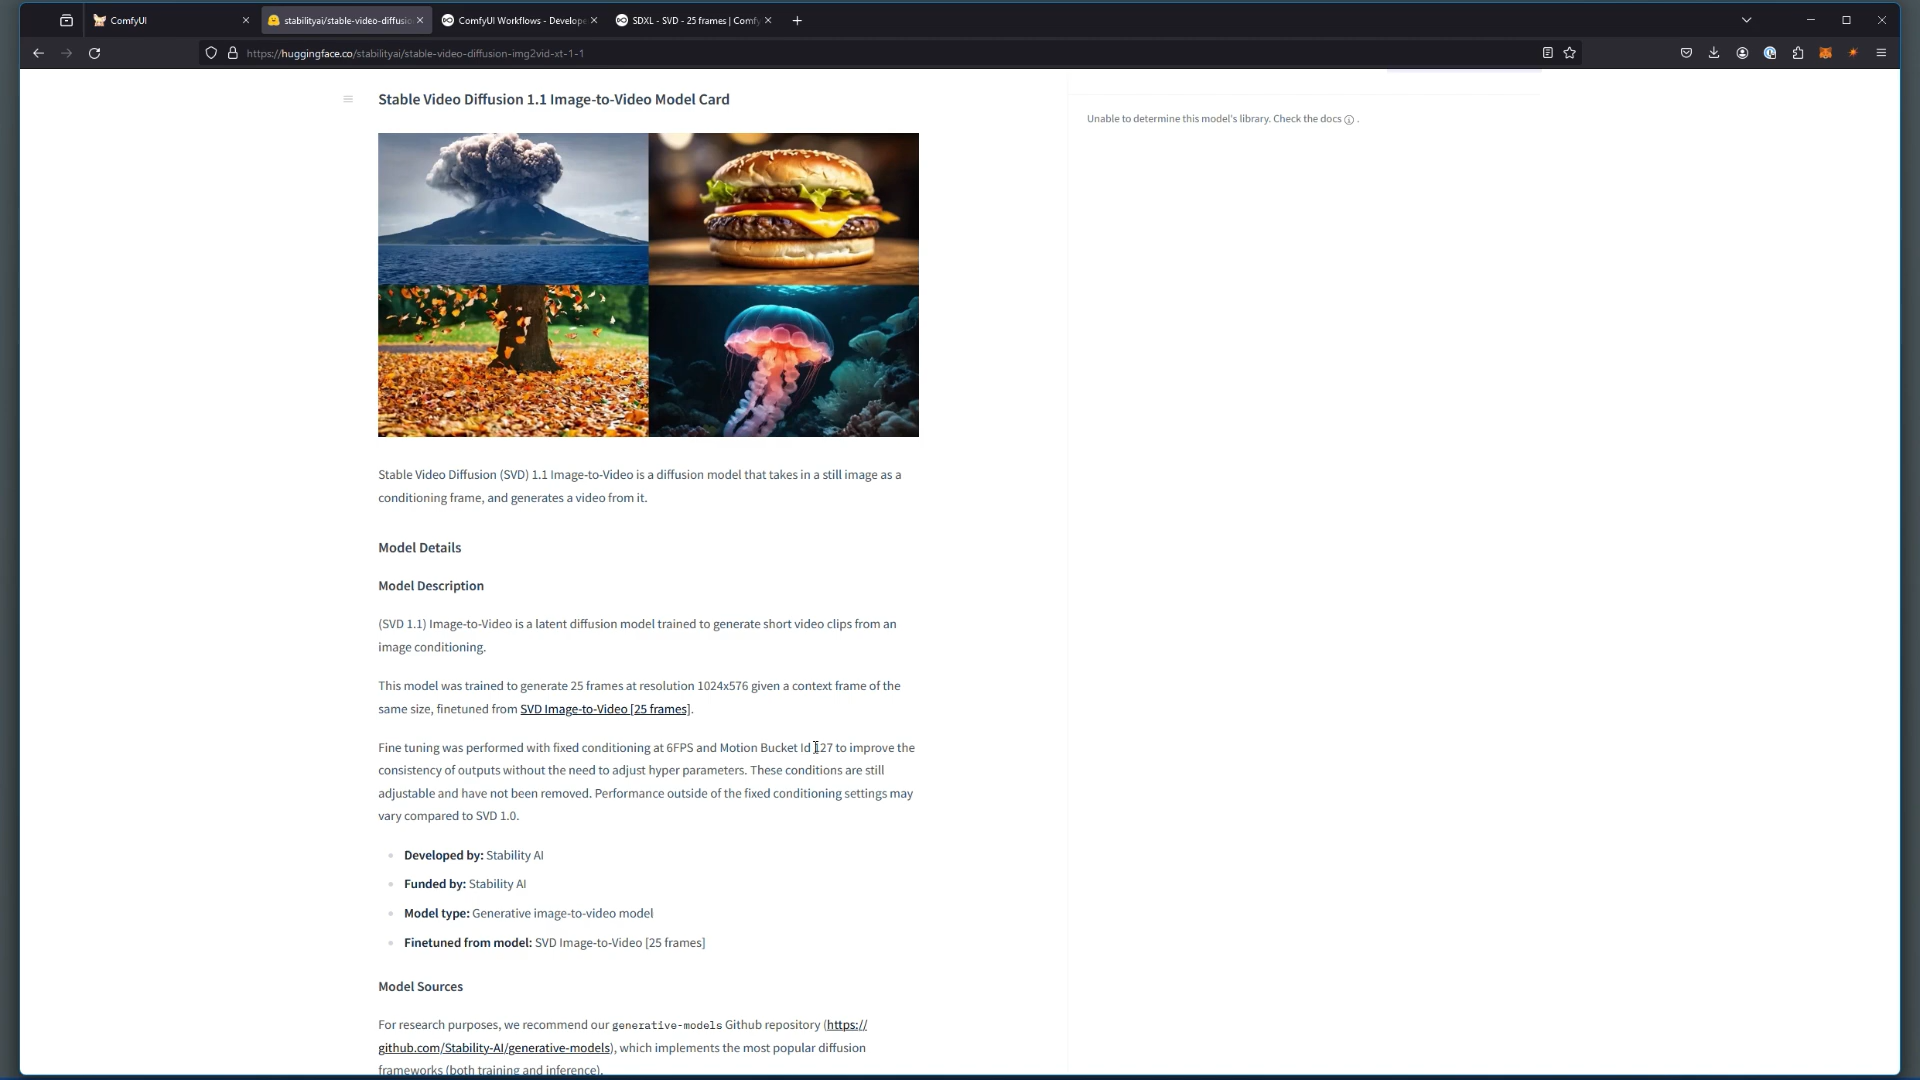 ComfyUI
stabilityai/stable-video-diffusio
ComfyUI Workflows - Develope
SDXL - SVD - 25 frames | Comfy
https://huggingface.co/stabilityai/stable-video-diffusion-img2vid-xt-1-1
Stable Video Diffusion 1.1 Image-to-Video Model Card
Unable to determine this model's library. Check the docs .
Stable Video Diffusion (SVD) 1.1 Image-to-Video is a diffusion model that takes in a still image as a
conditioning frame, and generates a video from it.
Model Details
Model Description
(SVD 1.1) Image-to-Video is a latent diffusion model trained to generate short video clips from an
image conditioning.
This model was trained to generate 25 frames at resolution 1024x576 given a context frame of the
same size, finetuned from SVD Image-to-Video [25 frames].
Fine tuning was performed with fixed conditioning at 6FPS and Motion Bucket Id 127 to improve the
consistency of outputs without the need to adjust hyper parameters. These conditions are still
adjustable and have not been removed. Performance outside of the fixed conditioning settings may
vary compared to SVD 1.0.
Developed by: Stability AI
Funded by: Stability AI
Model type: Generative image-to-video model
Finetuned from model: SVD Image-to-Video [25 frames]
Model Sources
For research purposes, we recommend our generative-models Github repository (https://
github.com/Stability-AI/generative-models), which implements the most popular diffusion
frameworks (both training and inference).